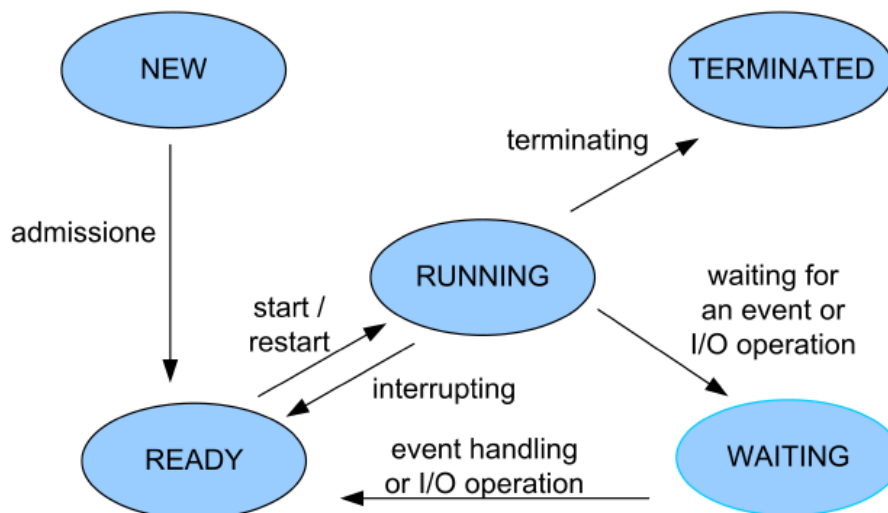 NEW
TERMINATED
terminating
admissione
RUNNING
waiting for
an event or
I/O operation
start /
restart
interrupting
READY
event handling
or I/O operation
WAITING